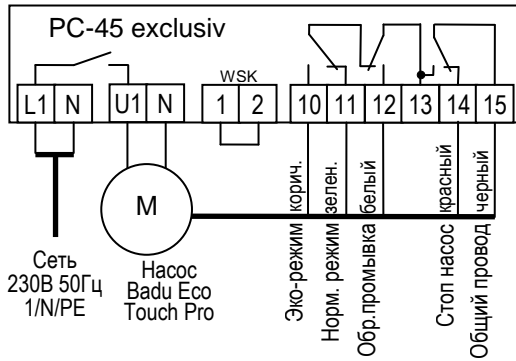 PC-45 exclusiv
WSK
L1 N U1 N 1 2 10 11 12 13 14 15
M
Сеть
230В 50Гц
1/N/PE
Насос
Badu Eco
Touch Pro
Эко-режим корич.
Норм. режим зелен.
Обр.промывка белый
Стоп насос красный
Общий провод черный